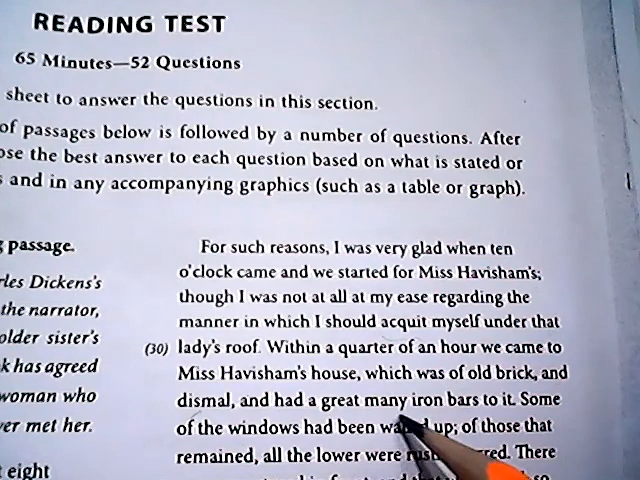 READING TEST
65 Minutes—52 Questions
sheet to answer the questions in this section.
of passages below is followed by a number of questions. After
the best answer to each question based on what is stated or
and in any accompanying graphics (such as a table or graph).
passage.
Dickens's
the narrator,
older sister's
has agreed
woman who
met her.
eight
For such reasons, I was very glad when ten
o'clock came and we started for Miss Havisham's;
though I was not at all at my ease regarding the
manner in which I should acquit myself under that
(30) lady's roof. Within a quarter of an hour we came to
Miss Havisham's house, which was of old brick, and
dismal, and had a great many iron bars to it. Some
of the windows had been up; of those that
remained, all the lower were There